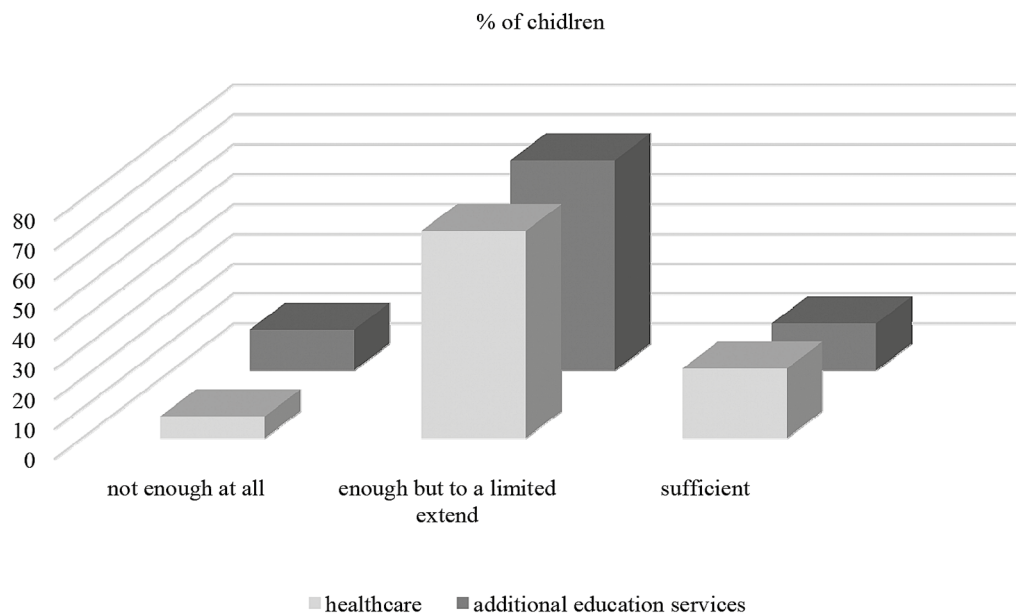 % of chidlren
80
70
60
50
40
30
20
10
0
not enough at all
enough but to a limited
extend
sufficient
healthcare
additional education services